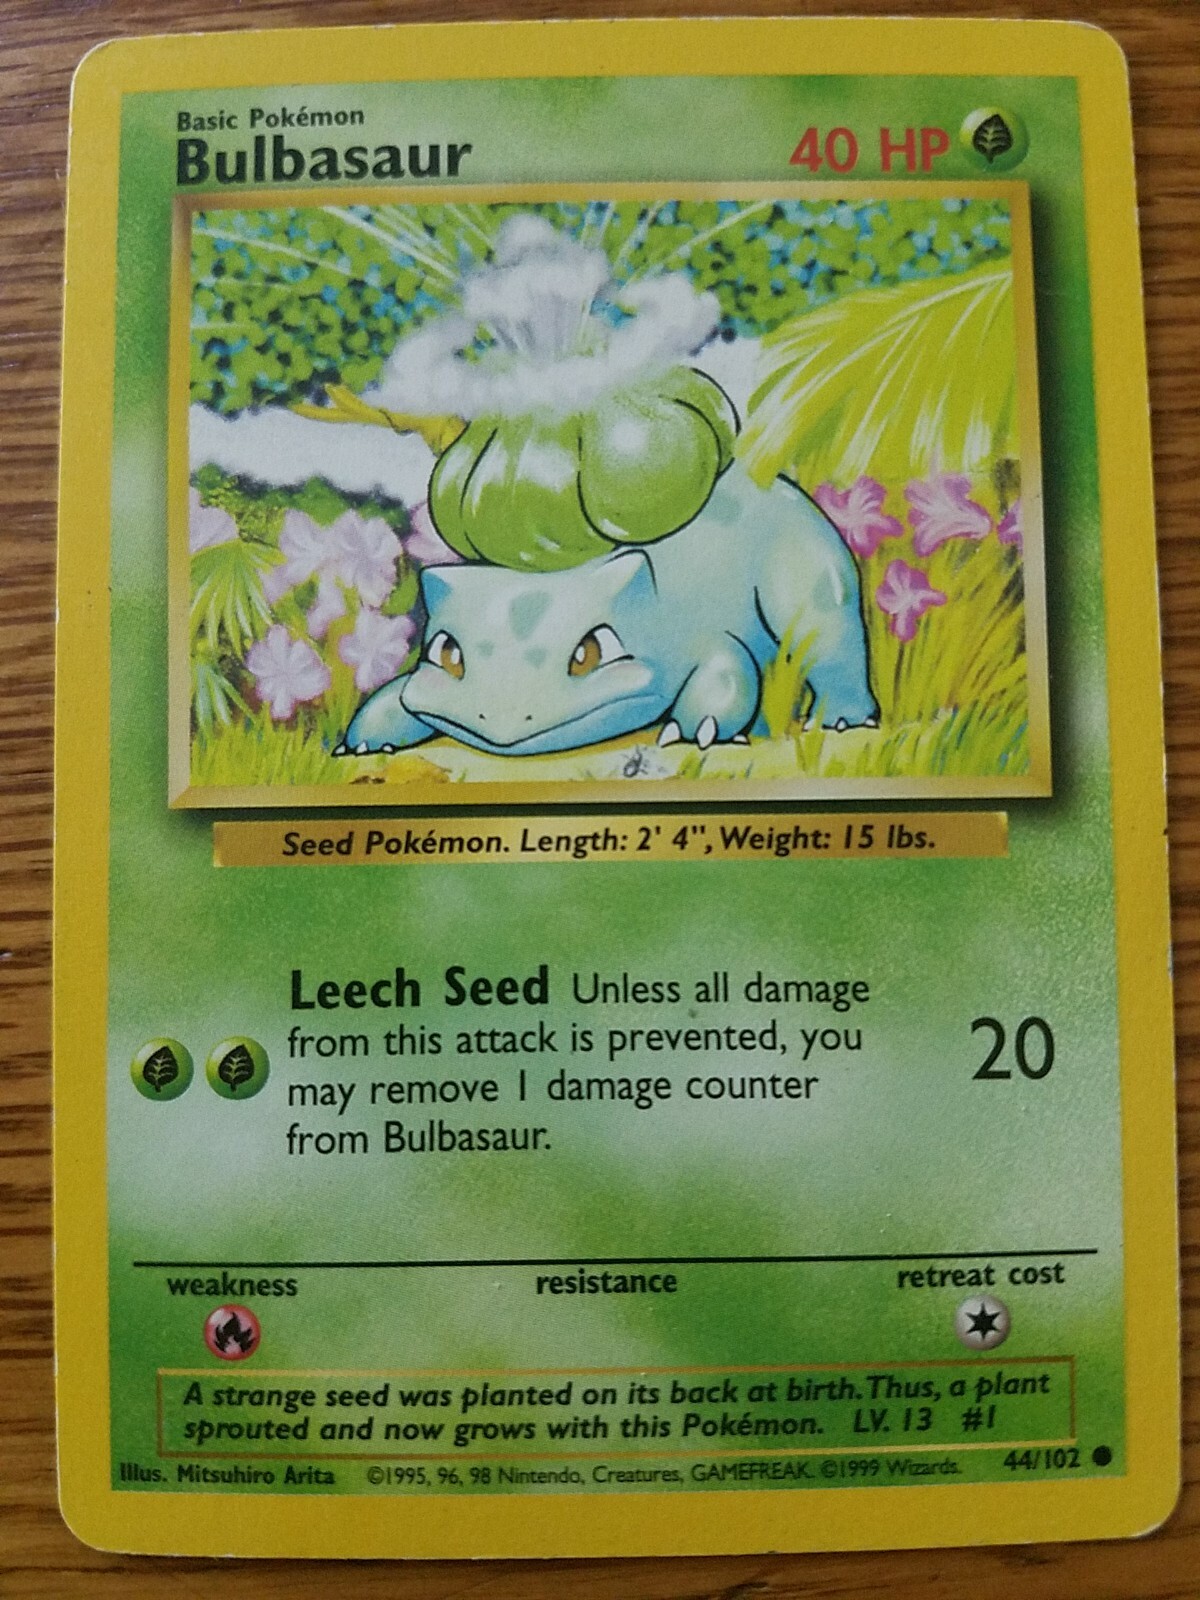 Basic Pokémon
Bulbasaur
40 HP
Seed Pokémon. Length: 2' 4", Weight: 15 lbs.
Leech Seed Unless all damage
from this attack is prevented, you
may remove 1 damage counter
from Bulbasaur.
20
weakness
resistance
retreat cost
A strange seed was planted on its back at birth. Thus, a plant
sprouted and now grows with this Pokémon. LV. 13 #1
Illus. Mitsuhiro Arita ©1995, 96, 98 Nintendo, Creatures, GAMEFREAK. ©1999 Wizards. 44/102